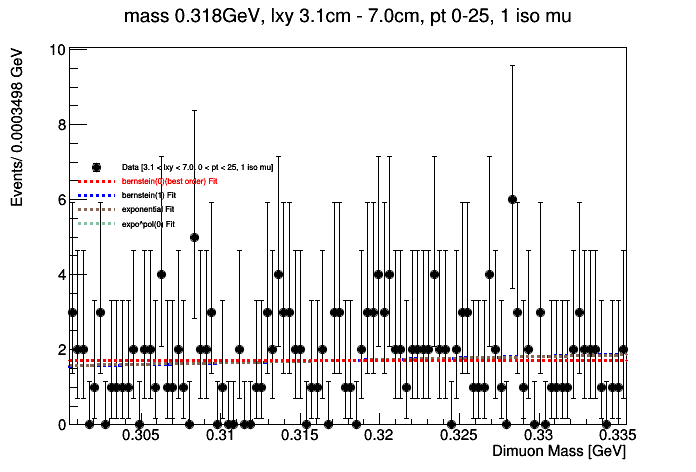 mass 0.318GeV, lxy 3.1cm - 7.0cm, pt 0-25, 1 iso mu
Events/ 0.0003498 GeV
10
8
6
4
2
0
Data [3.1 < lxy < 7.0, 0 < pt < 25, 1 iso mu]
bernstein(0)(best order) Fit
bernstein(1) Fit
exponential Fit
expo^pol(0) Fit
0.305 0.31 0.315 0.32 0.325 0.33 0.335
Dimuon Mass [GeV]